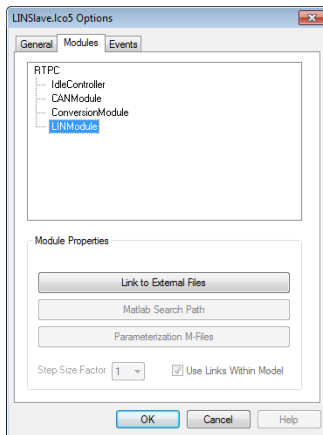 LINSlave.lco5 Options
General Modules Events
RTPC
IdleController
CANModule
ConversionModule
LINModule
Module Properties
Link to External Files
Matlab Search Path
Parameterization M-Files
Step Size Factor 1 Use Links Within Model
OK Cancel Help